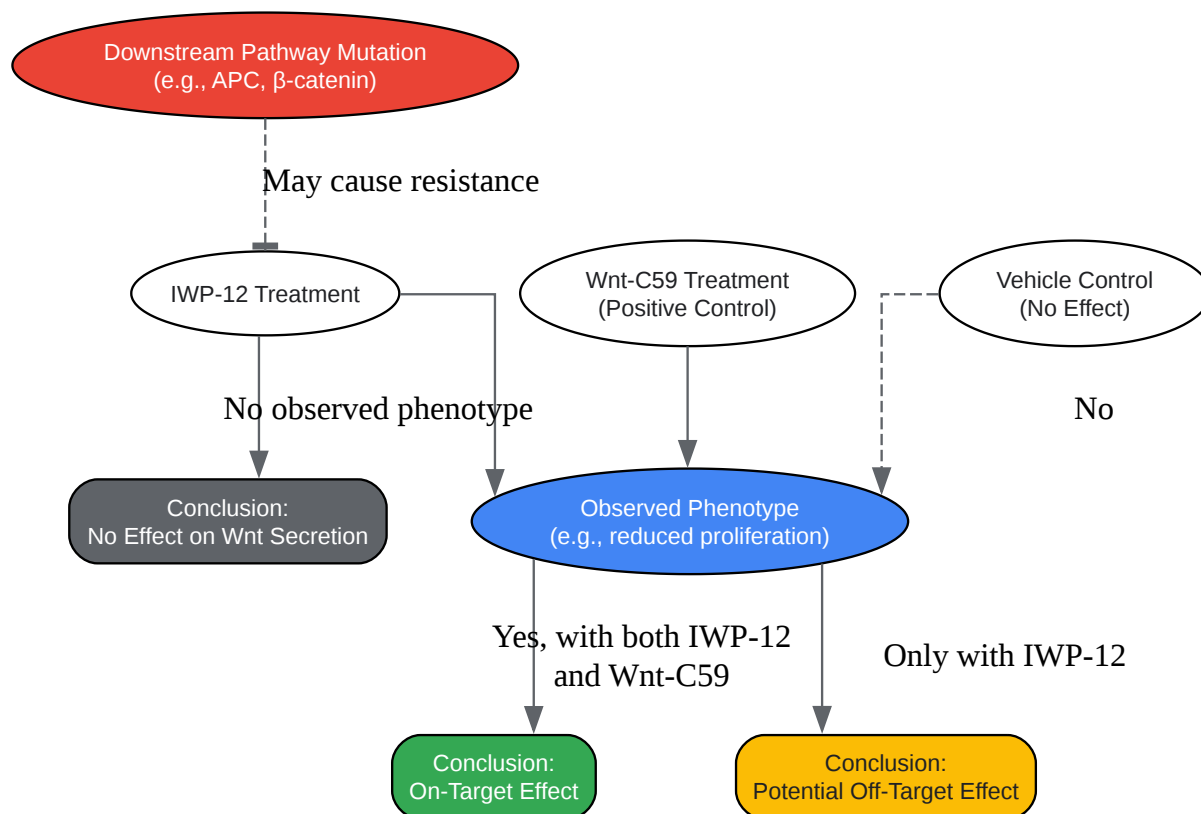 Downstream Pathway Mutation
(e.g., APC, β-catenin)
May cause resistance
IWP-12 Treatment
Wnt-C59 Treatment
(Positive Control)
Vehicle Control
(No Effect)
No observed phenotype
No
Conclusion:
No Effect on Wnt Secretion
Observed Phenotype
(e.g., reduced proliferation)
Yes, with both IWP-12
and Wnt-C59
Only with IWP-12
Conclusion:
On-Target Effect
Conclusion:
Potential Off-Target Effect